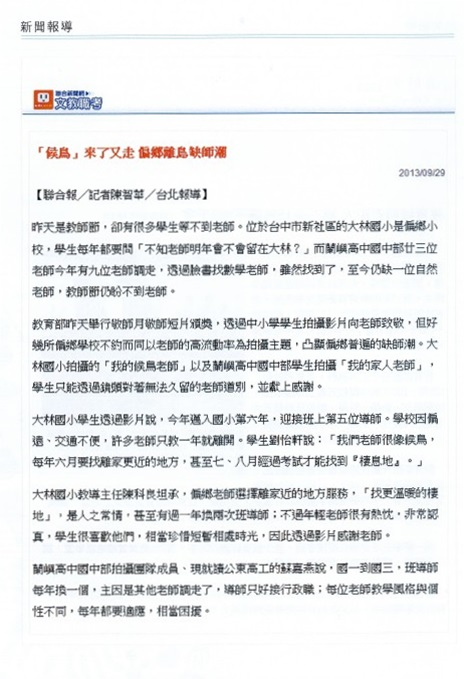 新聞報導
聯合新聞網
文教職考
「候鳥」來了又走 偏鄉離島缺師潮
2013/09/29
【聯合報╱記者陳智華╱台北報導】
昨天是教師節，卻有很多學生等不到老師。位於台中市新社區的大林國小是偏鄉小
校，學生每年都要問「不知老師明年會不會留在大林？」而蘭嶼高中國中部廿三位
老師今年有九位老師調走，透過臉書找數學老師，雖然找到了，至今仍缺一位自然
老師，教師節仍盼不到老師。
教育部昨天舉行敬師月敬師短片頒獎，透過中小學學生拍攝影片向老師致敬，但好
幾所偏鄉學校不約而同以老師的高流動率為拍攝主題，凸顯偏鄉普遍的缺師潮。大
林國小拍攝的「我的候鳥老師」以及蘭嶼高中國中部學生拍攝「我的家人老師」，
學生只能透過鏡頭對著無法久留的老師道別，並獻上感謝。
大林國小學生透過影片說，今年邁入國小第六年，迎接班上第五位導師。學校因偏
遠、交通不便，許多老師只教一年就離開。學生劉怡軒說：「我們老師很像候鳥，
每年六月要找離家更近的地方，甚至七、八月經過考試才能找到『棲息地』。」
大林國小教導主任陳科良坦承，偏鄉老師選擇離家近的地方服務，「找更溫暖的棲
地」，是人之常情，甚至有過一年換兩次班導師；不過年輕老師很有熱忱，非常認
真，學生很喜歡他們，相當珍惜短暫相處時光，因此透過影片感謝老師。
蘭嶼高中國中部拍攝團隊成員、現就讀公東高工的蘇嘉燕說，國一到國三，班導師
每年換一個，主因是其他老師調走了，導師只好接行政職；每位老師教學風格與個
性不同，每年都要適應，相當困擾。